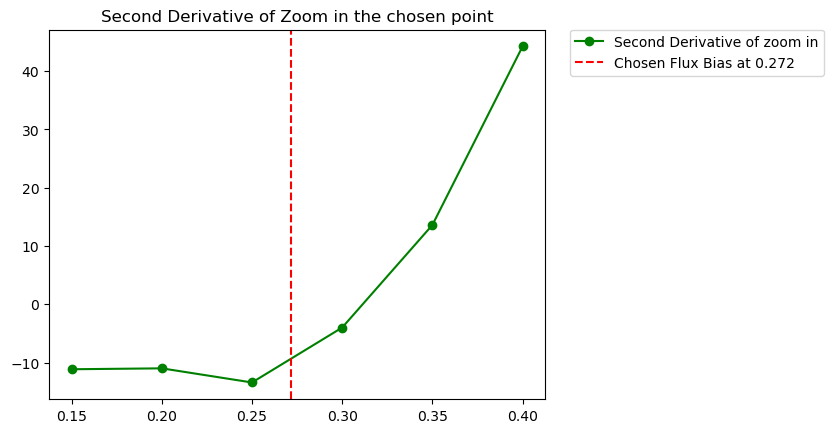 Second Derivative of Zoom in the chosen point
Second Derivative of zoom in
Chosen Flux Bias at 0.272
40
30
20
10
0
−10
0.15 0.20 0.25 0.30 0.35 0.40